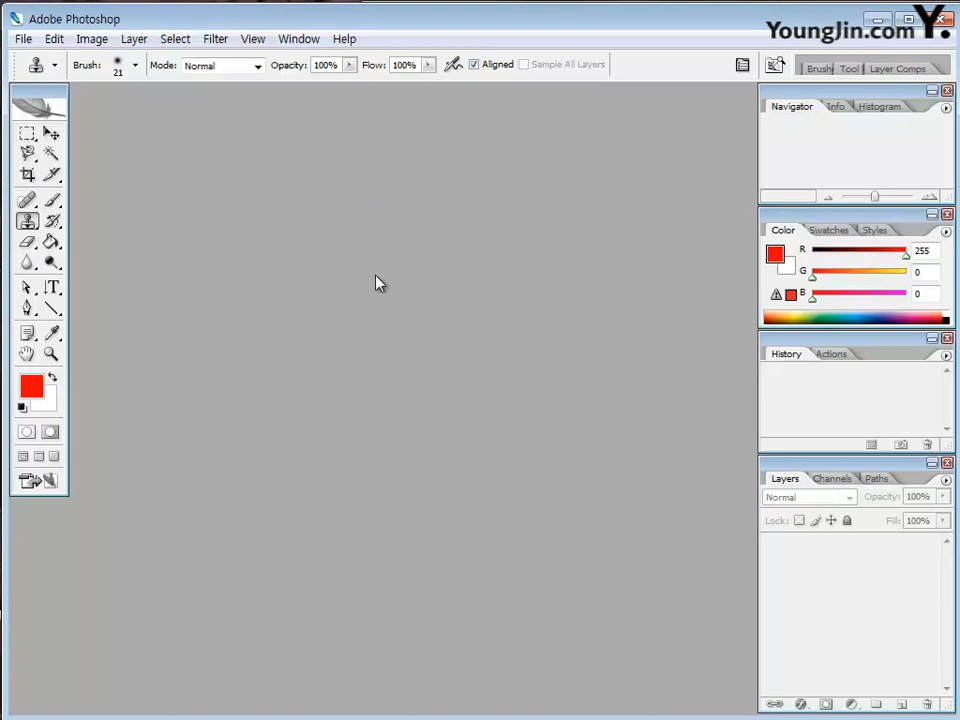 Adobe Photoshop
YoungJin.com Y.
File Edit Image Layer Select Filter View Window Help
Brush: 21 Mode: Normal Opacity: 100% Flow: 100% Aligned Sample All Layers
Brush Tool Layer Comps
Navigator Info Histogram
Color Swatches Styles
R 255
G 0
B 0
History Actions
Layers Channels Paths
Normal Opacity: 100%
Lock: Fill: 100%